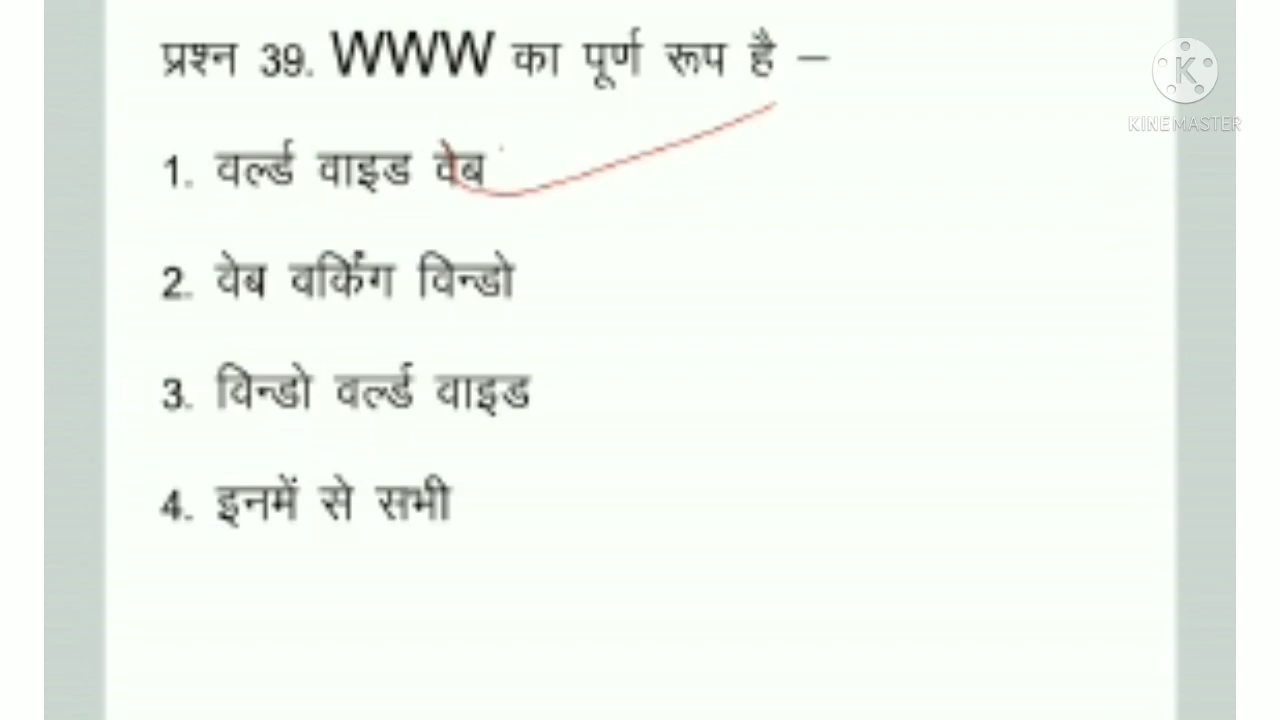 प्रश्न 39. WWW का पूर्ण रूप है –
1. वर्ल्ड वाइड वेब
2. वेब वर्किंग विन्डो
3. विन्डो वर्ल्ड वाइड
4. इनमें से सभी
K
KINEMASTER